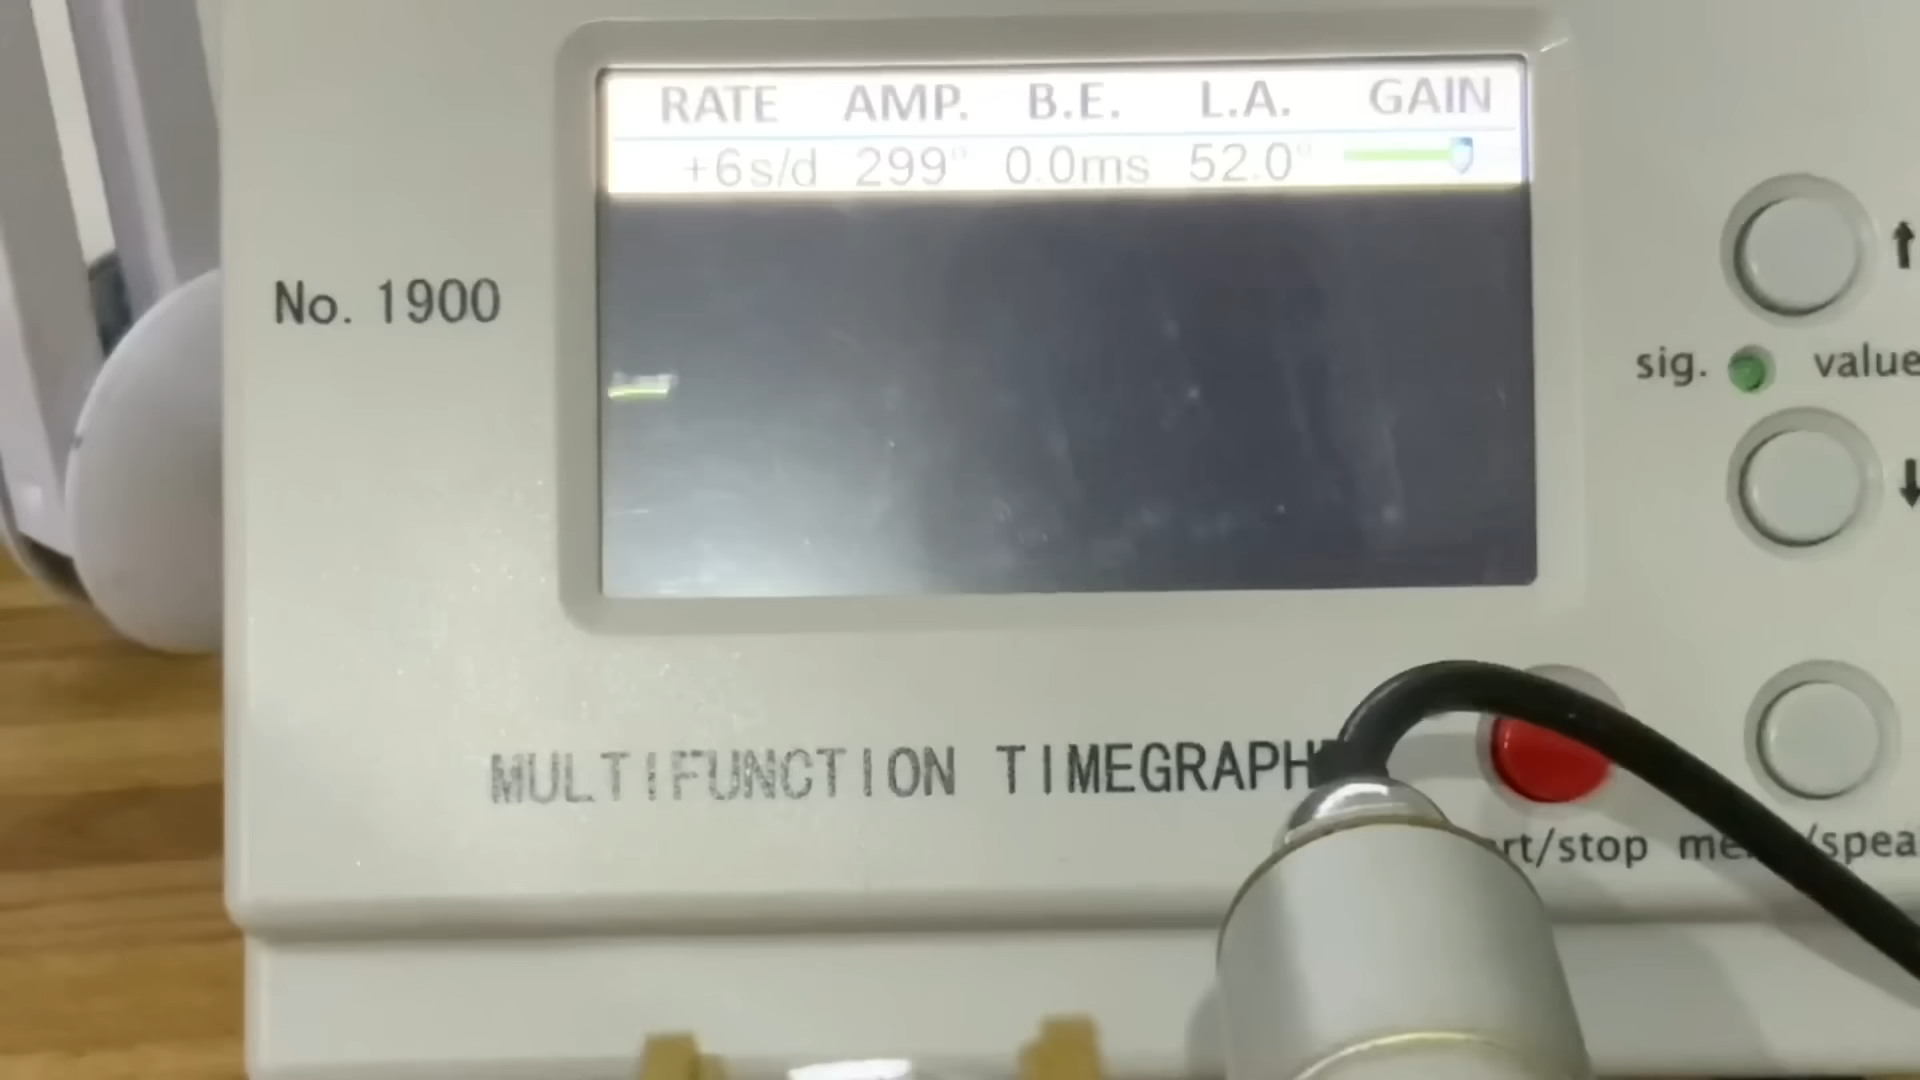 RATE AMP. B.E. L.A. GAIN
+6s/d 299° 0.0ms 52.0°
No. 1900
↑
sig. value
↓
MULTIFUNCTION TIMEGRAPH
rt/stop me /spea